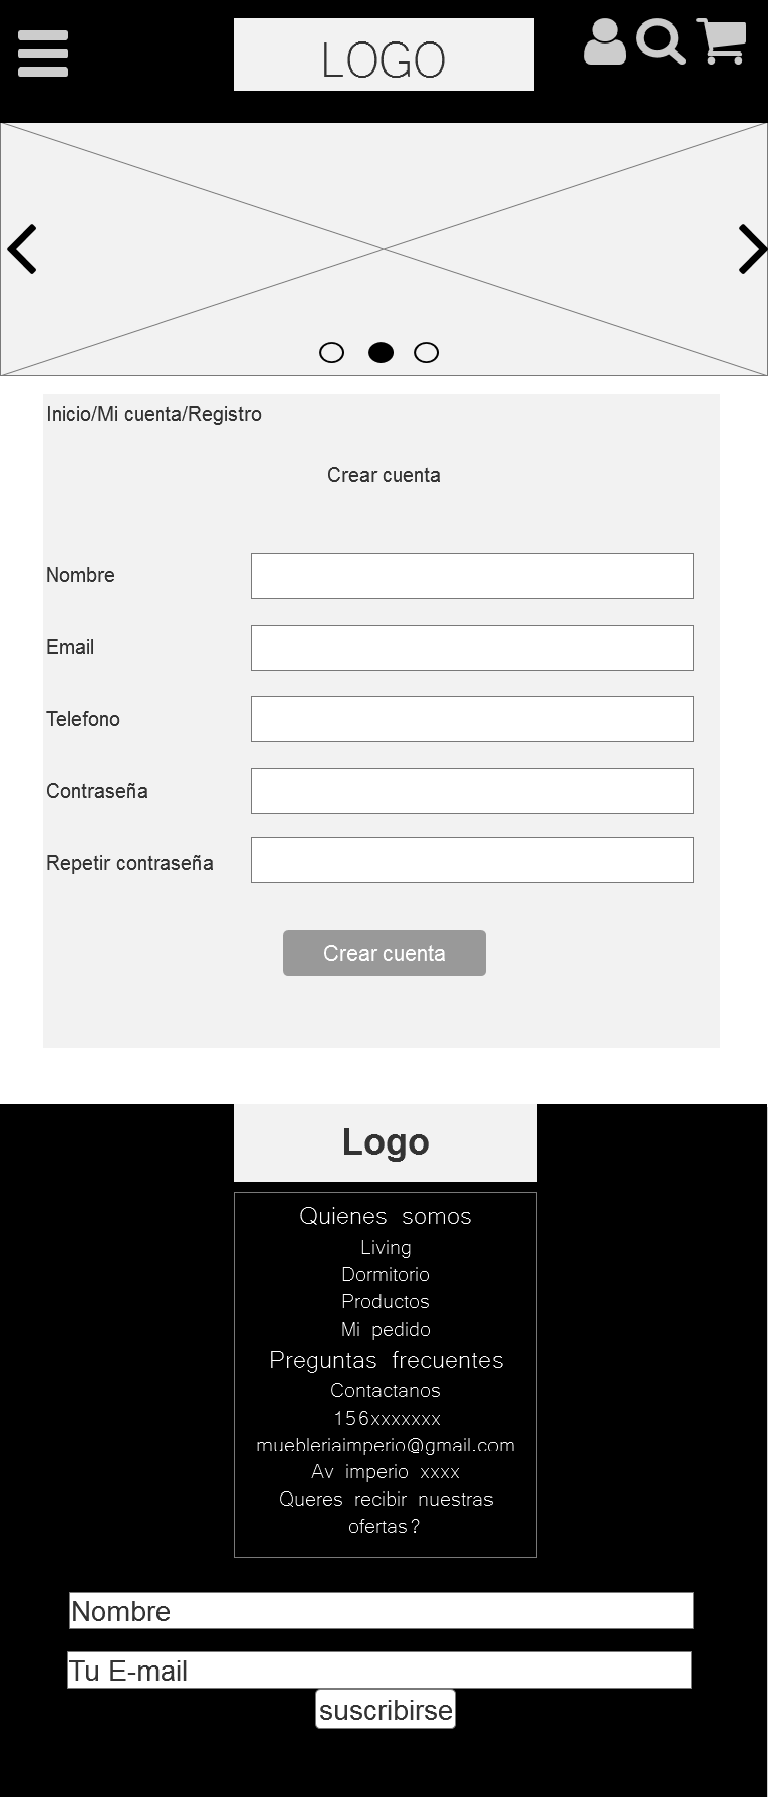 LOGO
Inicio/Mi cuenta/Registro
Crear cuenta
Nombre
Email
Telefono
Contraseña
Repetir contraseña
Crear cuenta
Logo
Quienes somos
Living
Dormitorio
Productos
Mi pedido
Preguntas frecuentes
Contactanos
156xxxxxxx
muebleriaimperio@gmail.com
Av imperio xxxx
Queres recibir nuestras
ofertas?
Nombre
Tu E-mail
suscribirse